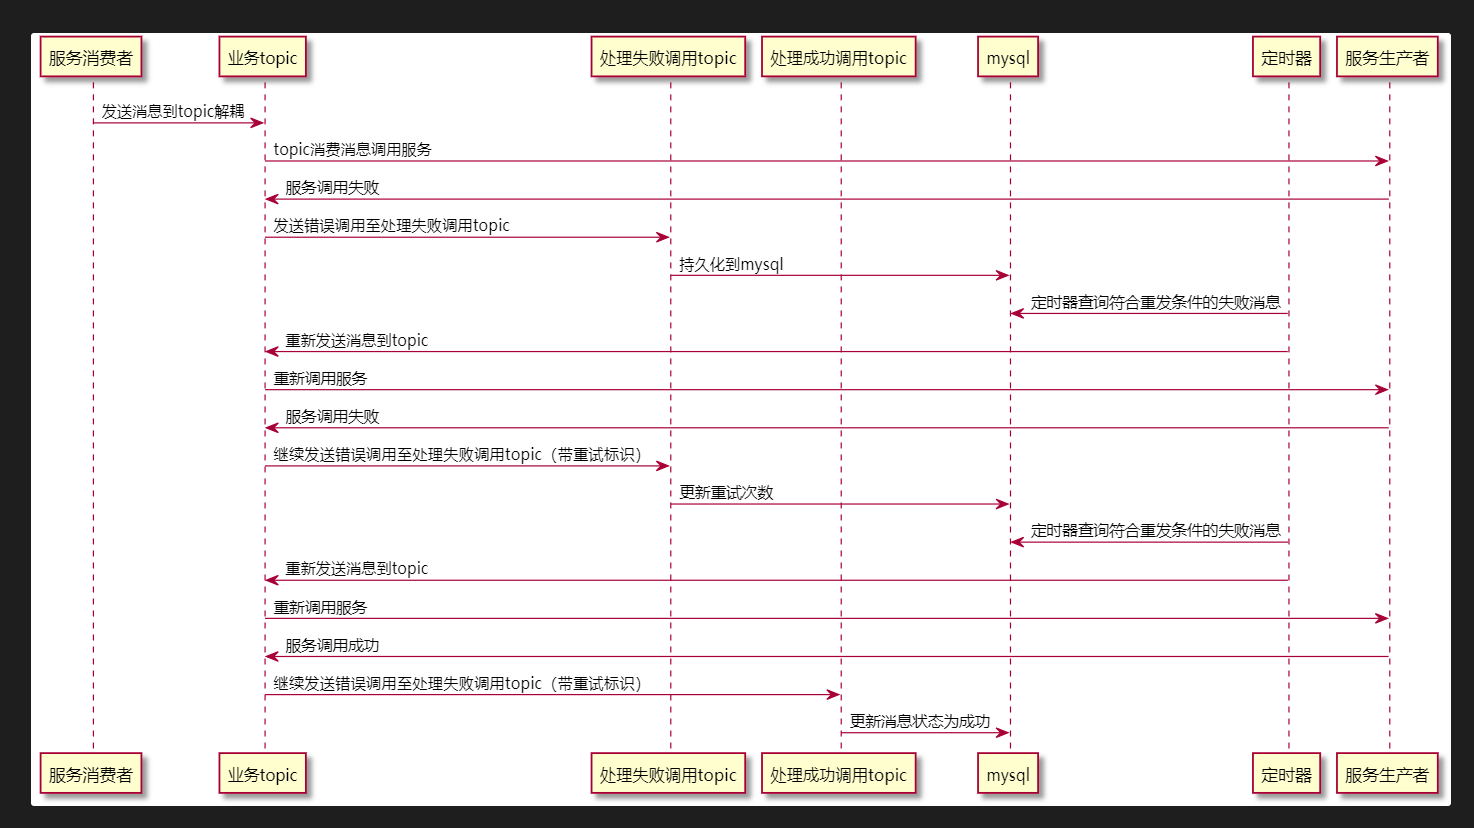 服务消费者
业务topic
处理失败调用topic
处理成功调用topic
mysql
定时器
服务生产者
发送消息到topic解耦
topic消费消息调用服务
服务调用失败
发送错误调用至处理失败调用topic
持久化到mysql
定时器查询符合重发条件的失败消息
重新发送消息到topic
重新调用服务
服务调用失败
继续发送错误调用至处理失败调用topic（带重试标识）
更新重试次数
定时器查询符合重发条件的失败消息
重新发送消息到topic
重新调用服务
服务调用成功
继续发送错误调用至处理失败调用topic（带重试标识）
更新消息状态为成功
服务消费者
业务topic
处理失败调用topic
处理成功调用topic
mysql
定时器
服务生产者